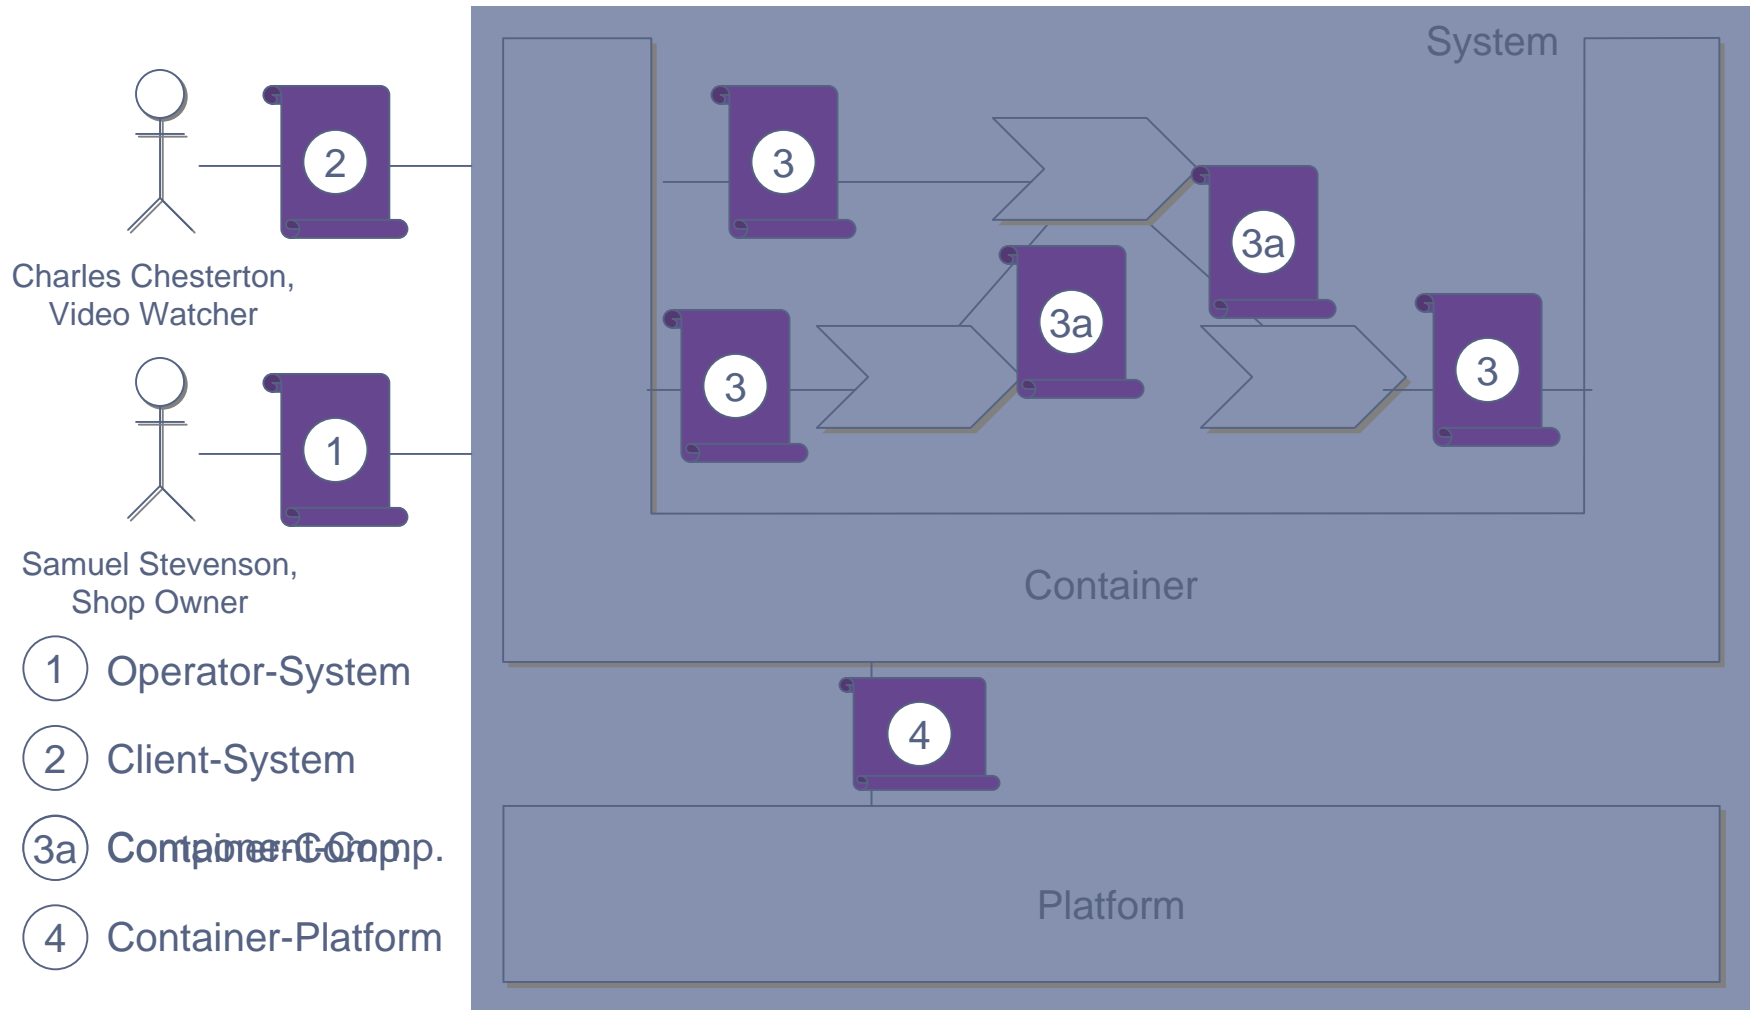 System
2
3
3a
Charles Chesterton,
Video Watcher
3a
3
3
1
Samuel Stevenson,
Shop Owner
Container
1 Operator-System
4
2 Client-System
3a
4 Container-Platform
Platform